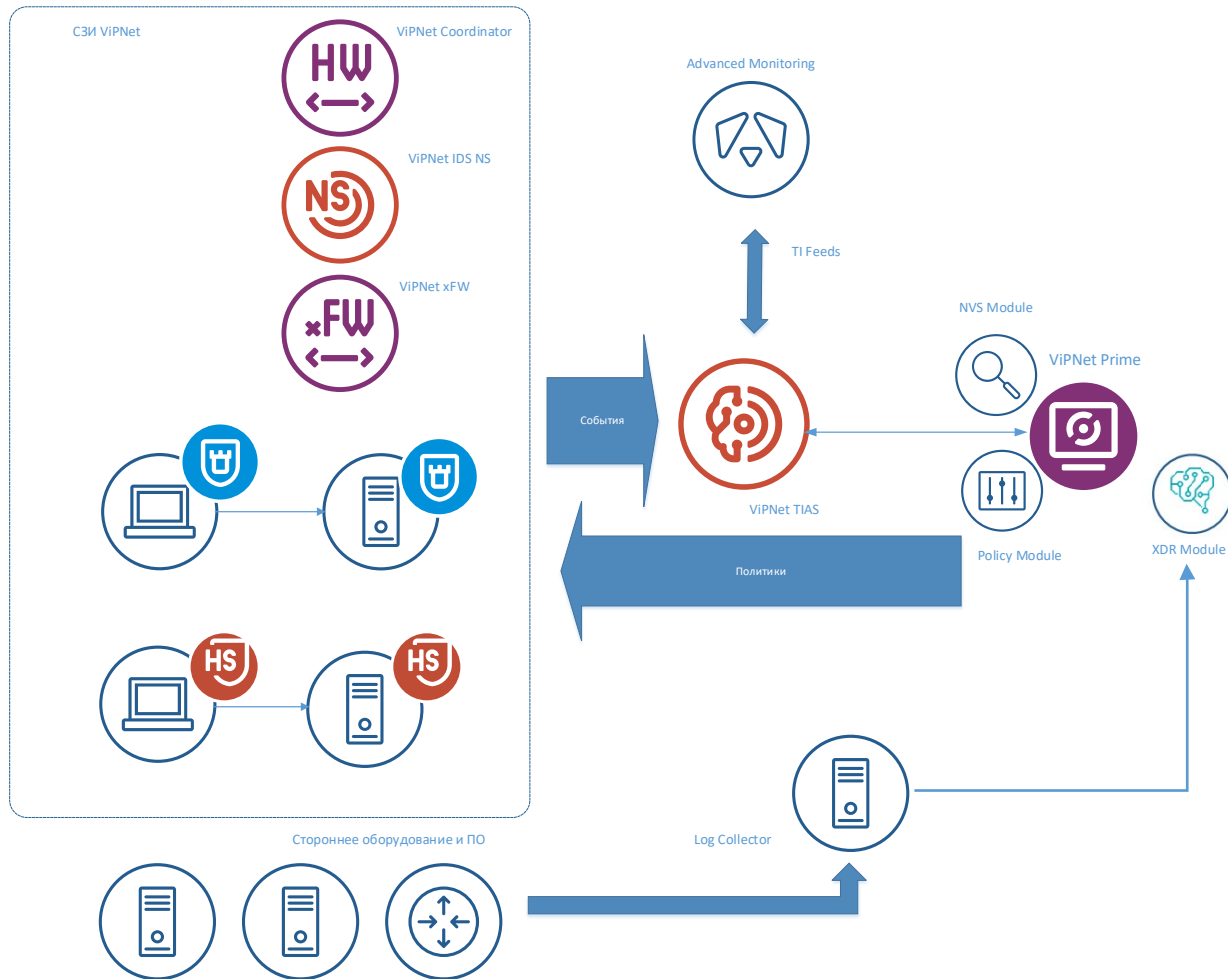 СЗИ ViPNet
ViPNet Coordinator
HW
Advanced Monitoring
ViPNet IDS NS
NS
TI Feeds
ViPNet xFW
xFW
NVS Module
ViPNet Prime
События
ViPNet TIAS
Policy Module
XDR Module
Политики
HS
HS
Стороннее оборудование и ПО
Log Collector